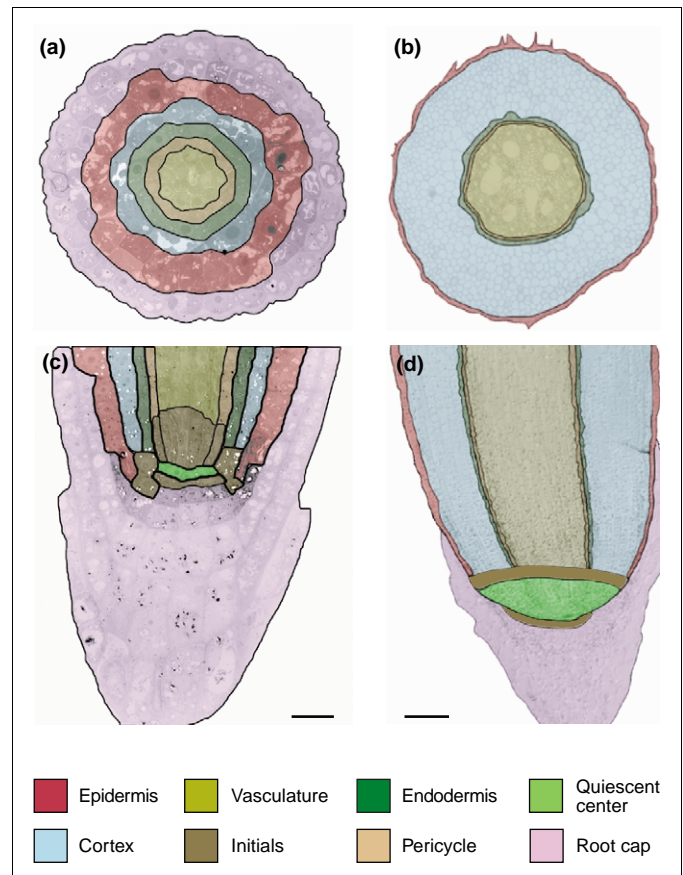 (a)
(b)
(c)
(d)
Epidermis
Vasculature
Endodermis
Quiescent
center
Cortex
Initials
Pericycle
Root cap